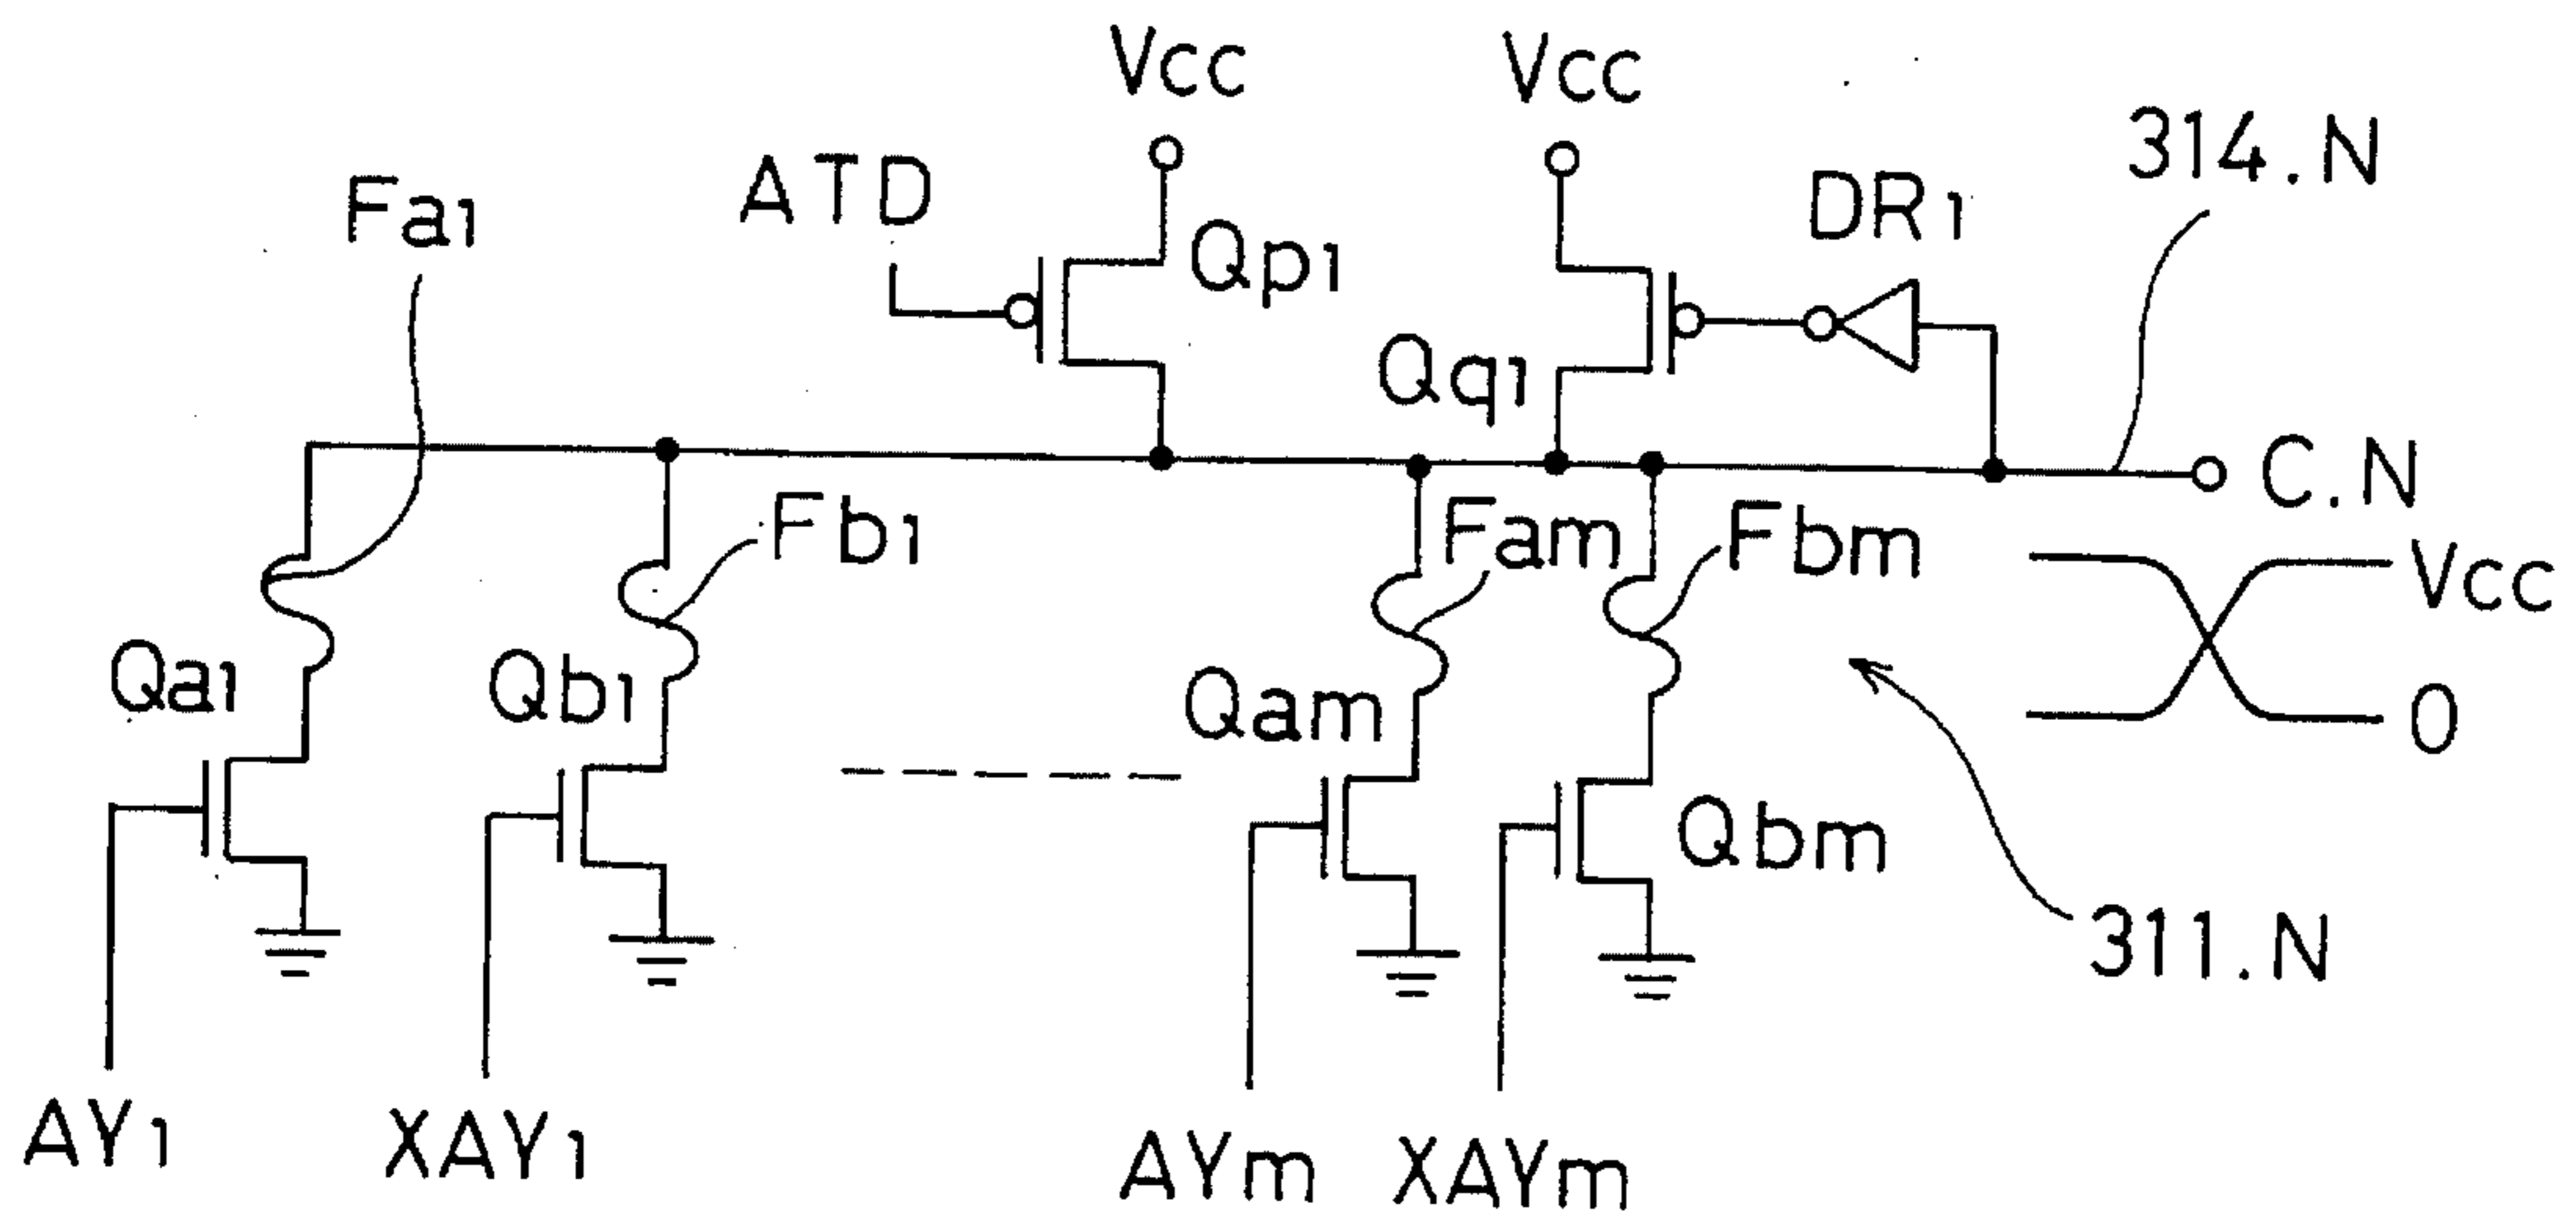 Vcc
Vcc
314.N
ATD
DR1
Fa1
Qp1
Qq1
C.N
Fb1
Fam
Fbm
Vcc
Qa1
Qb1
Qam
0
Qbm
311.N
AY1
XAY1
AYm
XAYm